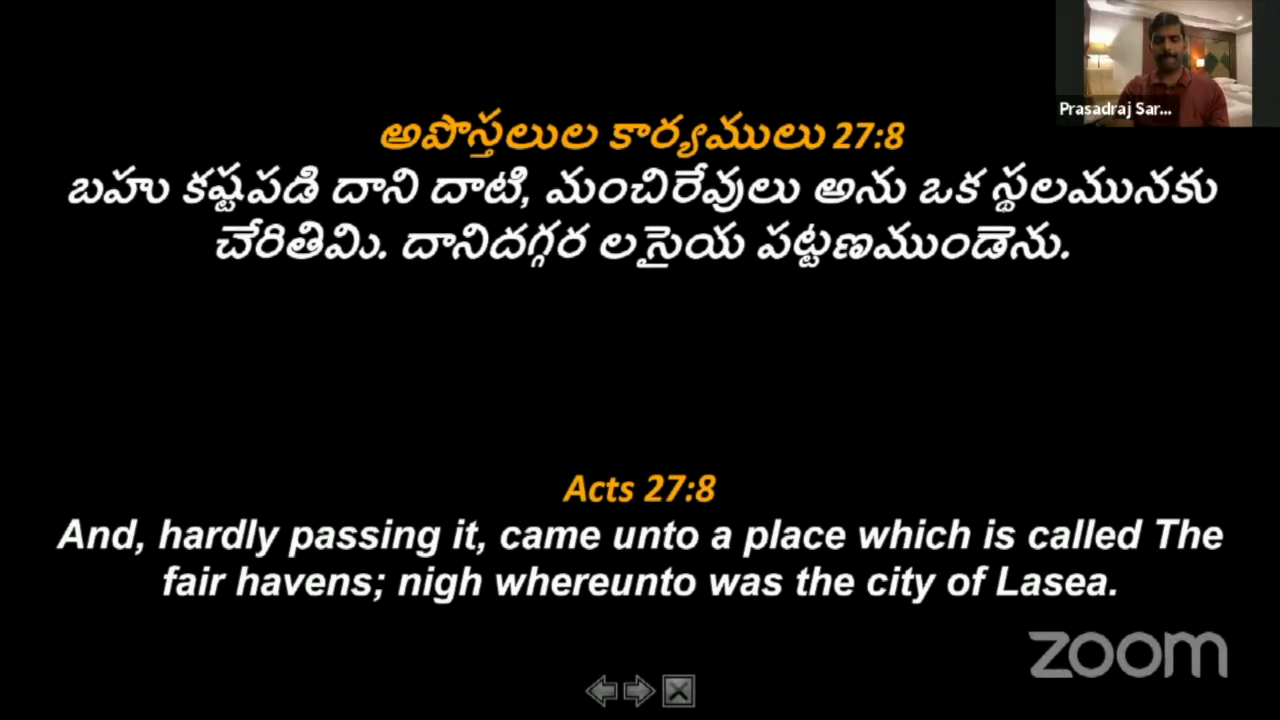 Prasadraj Sar...
అపొస్తలుల కార్యములు 27:8
బహు కష్టపడి దాని దాటి, మంచిరేవులు అను ఒక స్థలమునకు
చేరితిమి. దానిదగ్గర లసైయ పట్టణముండెను.
Acts 27:8
And, hardly passing it, came unto a place which is called The
fair havens; nigh whereunto was the city of Lasea.
zoom